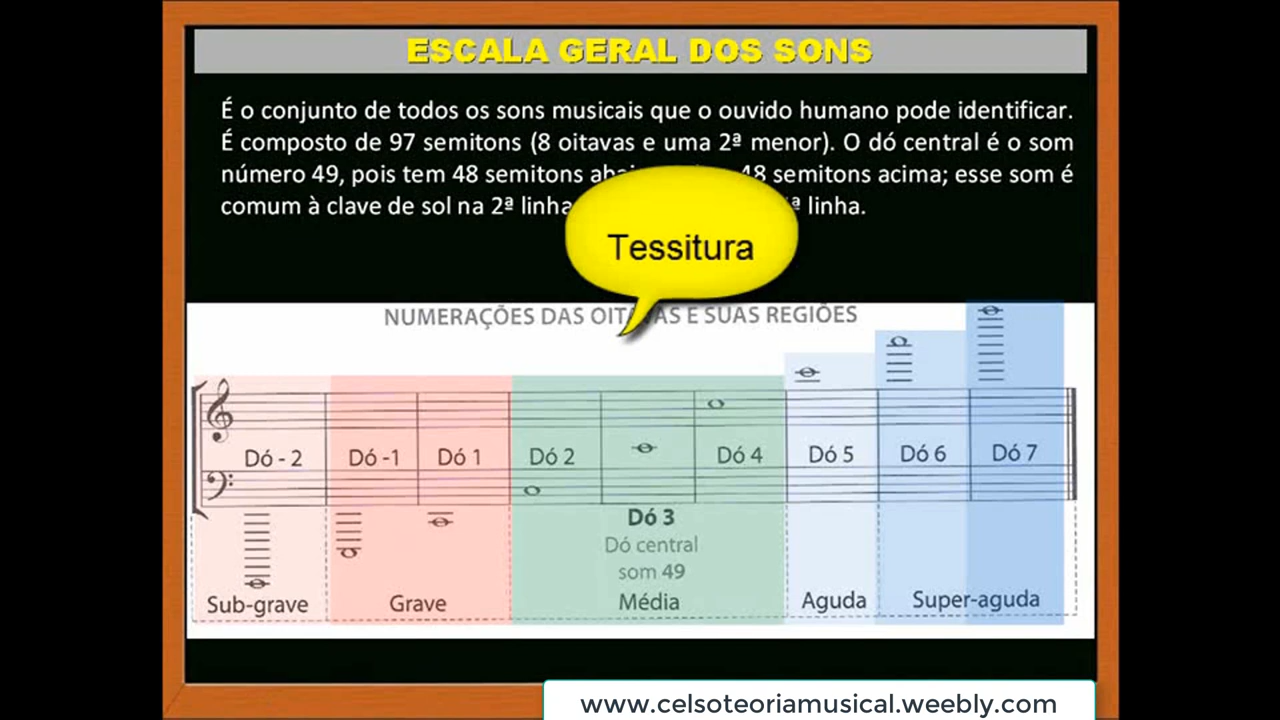 ESCALA GERAL DOS SONS
É o conjunto de todos os sons musicais que o ouvido humano pode identificar.
É composto de 97 semitons (8 oitavas e uma 2ª menor). O dó central é o som
número 49, pois tem 48 semitons 48 semitons acima; esse som é
comum à clave de sol na 2ª linha linha.
Tessitura
NUMERAÇÕES DAS OITAVAS E SUAS REGIÕES
Dó - 2 Dó -1 Dó 1 Dó 2 Dó 4 Dó 5 Dó 6 Dó 7
Dó 3
Dó central
som 49
Sub-grave Grave Média Aguda Super-aguda
www.celsoteoriamusical.weebly.com